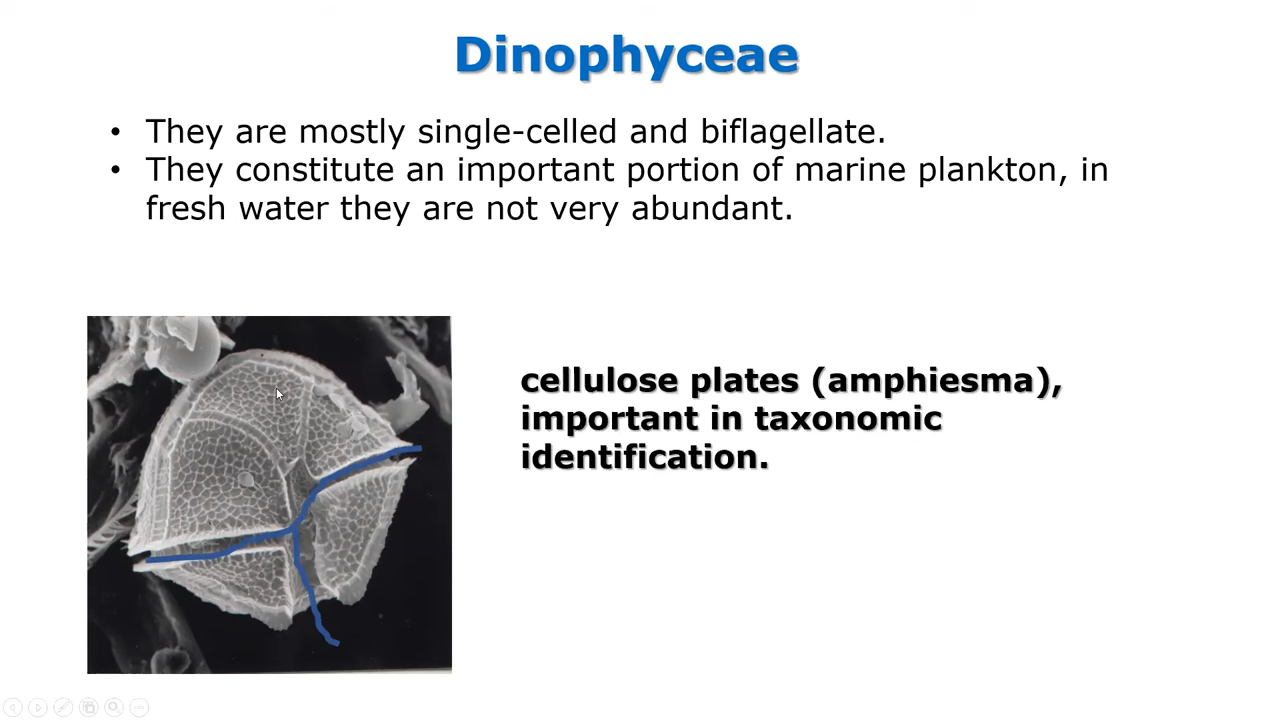 Dinophyceae
• They are mostly single-celled and biflagellate.
• They constitute an important portion of marine plankton, in
fresh water they are not very abundant.
cellulose plates (amphiesma),
important in taxonomic
identification.